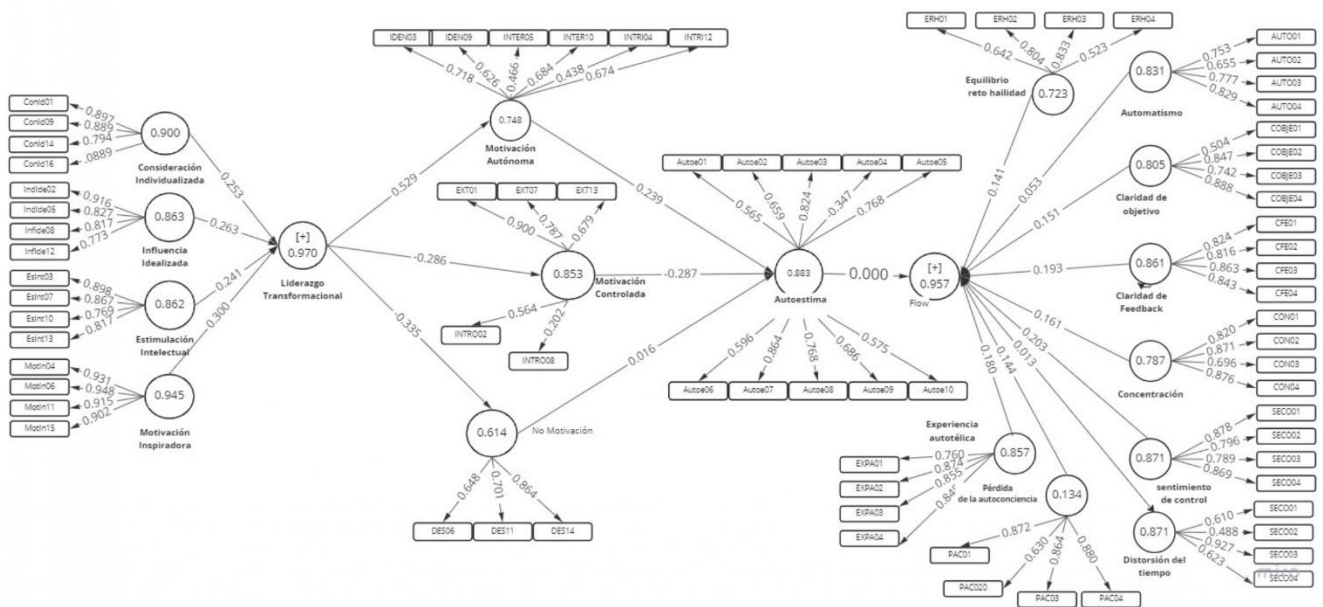 IDEN03 IDEN09 INTER05 INTER10 INTRI04 INTRI12
0.718 0.626 0.466 0.684 0.438 0.674
0.748
Motivación
Autónoma
ConId01
ConId09
ConId14
ConId16
0.897
0.889
0.794
.0889
0.900
Consideración
Individualizada
0.253
IndIde02
IndIde05
InfIde08
InfIde12
0.916
0.827
0.817
0.773
0.863
Influencia
Idealizada
0.263
EsInt03
EsInt07
EsInt10
EsInt13
0.898
0.867
0.769
0.817
0.862
Estimulación
Intelectual
0.241
MotIn04
MotIn06
MotIn11
MotIn15
0.931
0.948
0.915
0.902
0.945
Motivación
Inspiradora
0.300
[+]
0.970
Liderazgo
Transformacional
0.529
-0.286
-0.335
EXT01 EXT07 EXT13
0.900 0.787 0.679
0.853
Motivación
Controlada
0.564 0.202
INTRO02
INTRO08
0.614
No Motivación
0.648 0.701 0.864
DES06 DES11 DES14
0.239
-0.287
0.016
Autoe01 Autoe02 Autoe03 Autoe04 Autoe05
0.565 0.659 0.824 -0.347 0.768
0.883
Autoestima
0.596 0.864 0.768 0.686 0.575
Autoe06 Autoe07 Autoe08 Autoe09 Autoe10
0.000
[+]
0.957
Flow
ERH01 ERH02 ERH03 ERH04
0.642 0.804 0.833 0.523
Equilibrio
reto hailidad
0.723
0.141
0.831
Automatismo
0.053
0.753
0.655
0.777
0.829
AUTO01
AUTO02
AUTO03
AUTO04
0.805
Claridad
de objetivo
0.151
0.504
0.847
0.742
0.888
COBJE01
COBJE02
COBJE03
COBJE04
0.861
Claridad de
Feedback
0.193
0.824
0.816
0.863
0.843
CFE01
CFE02
CFE03
CFE04
0.787
Concentración
0.161
0.820
0.871
0.696
0.876
CON01
CON02
CON03
CON04
0.871
sentimiento
de control
0.203
0.878
0.796
0.789
0.869
SECO01
SECO02
SECO03
SECO04
0.871
Distorsión del
tiempo
0.013
0.610
0.488
0.927
0.623
SECO01
SECO02
SECO03
SECO04
Experiencia
autotélica
0.857
0.180
0.760
0.874
0.855
EXPA01
EXPA02
EXPA03
EXPA04
Pérdida
de la autoconciencia
0.134
0.144
0.872 0.630 0.864 0.880
PAC01
PAC020 PAC03 PAC04
miro